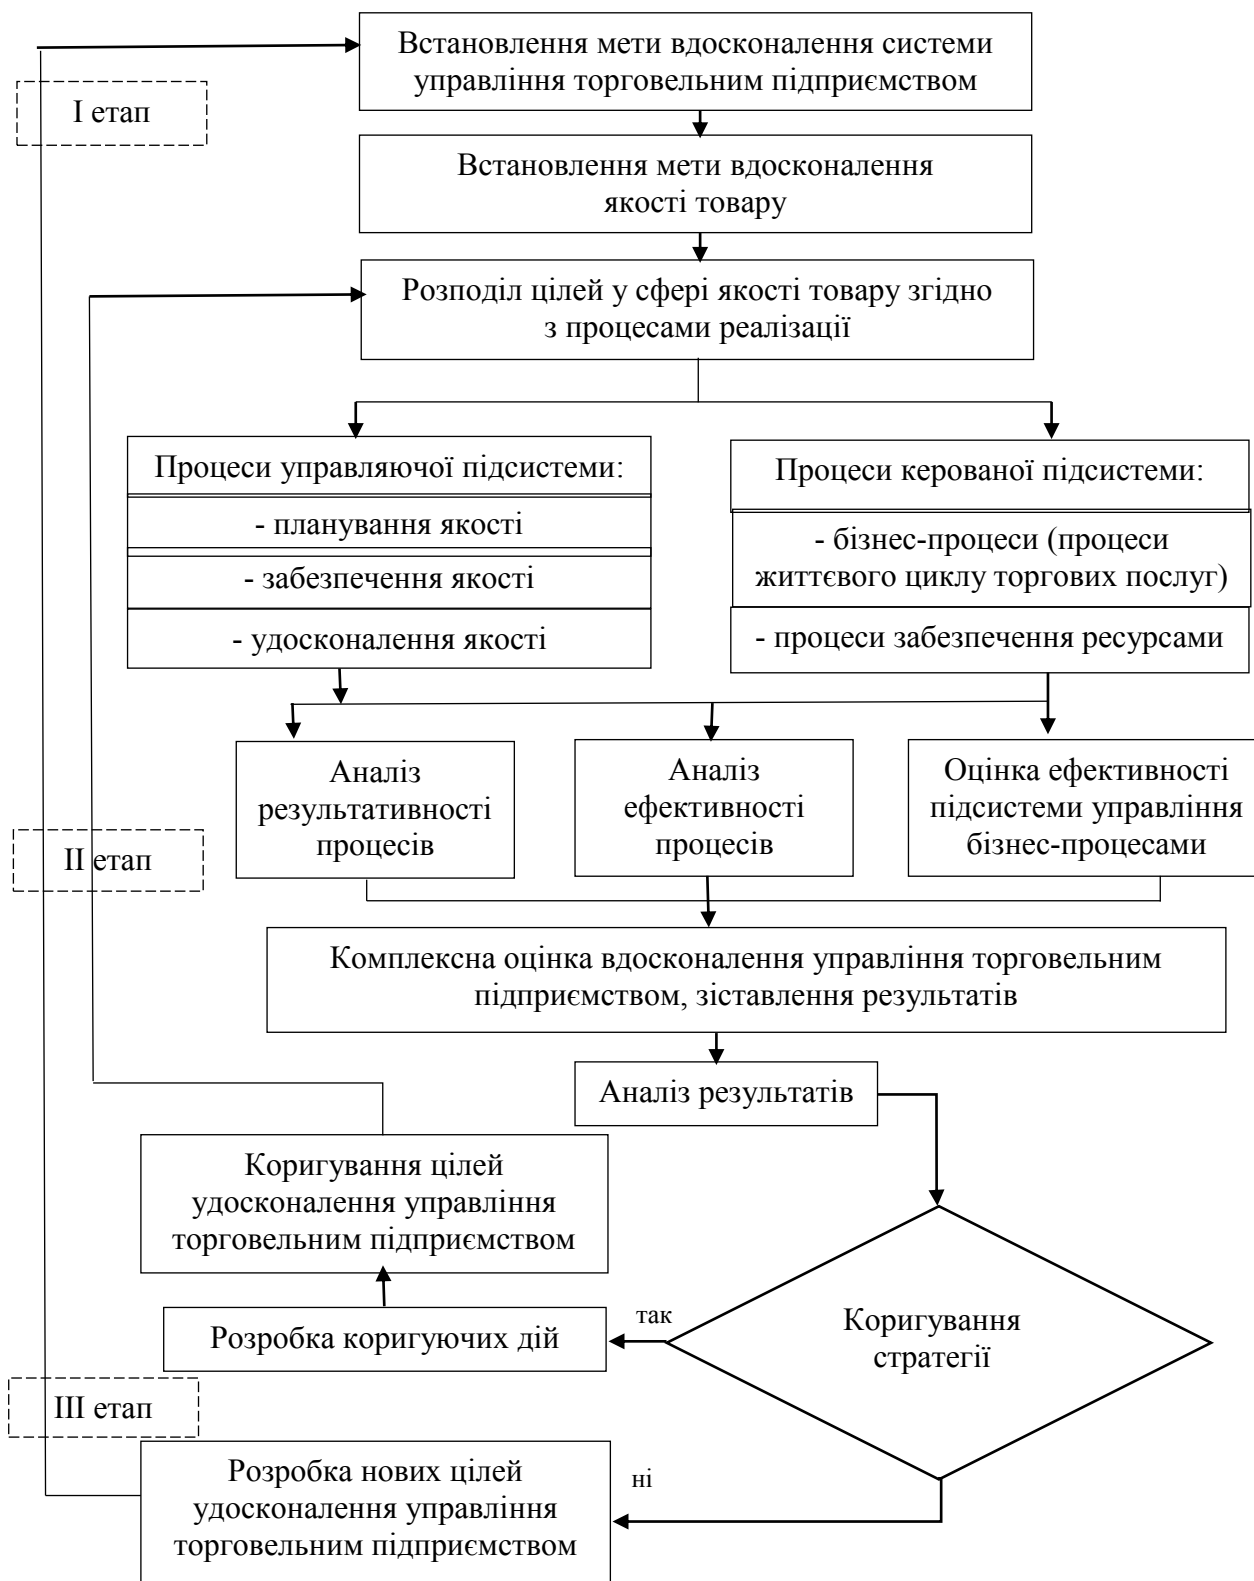 Встановлення мети вдосконалення системи
управління торговельним підприємством
І етап
Встановлення мети вдосконалення
якості товару
Розподіл цілей у сфері якості товару згідно
з процесами реалізації
Процеси управляючої підсистеми:
- планування якості
- забезпечення якості
- удосконалення якості
Процеси керованої підсистеми:
- бізнес-процеси (процеси
життєвого циклу торгових послуг)
- процеси забезпечення ресурсами
Аналіз
результативності
процесів
Аналіз
ефективності
процесів
Оцінка ефективності
підсистеми управління
бізнес-процесами
ІІ етап
Комплексна оцінка вдосконалення управління торговельним
підприємством, зіставлення результатів
Аналіз результатів
Коригування цілей
удосконалення управління
торговельним підприємством
так
Розробка коригуючих дій
Коригування
стратегії
ІІІ етап
ні
Розробка нових цілей
удосконалення управління
торговельним підприємством